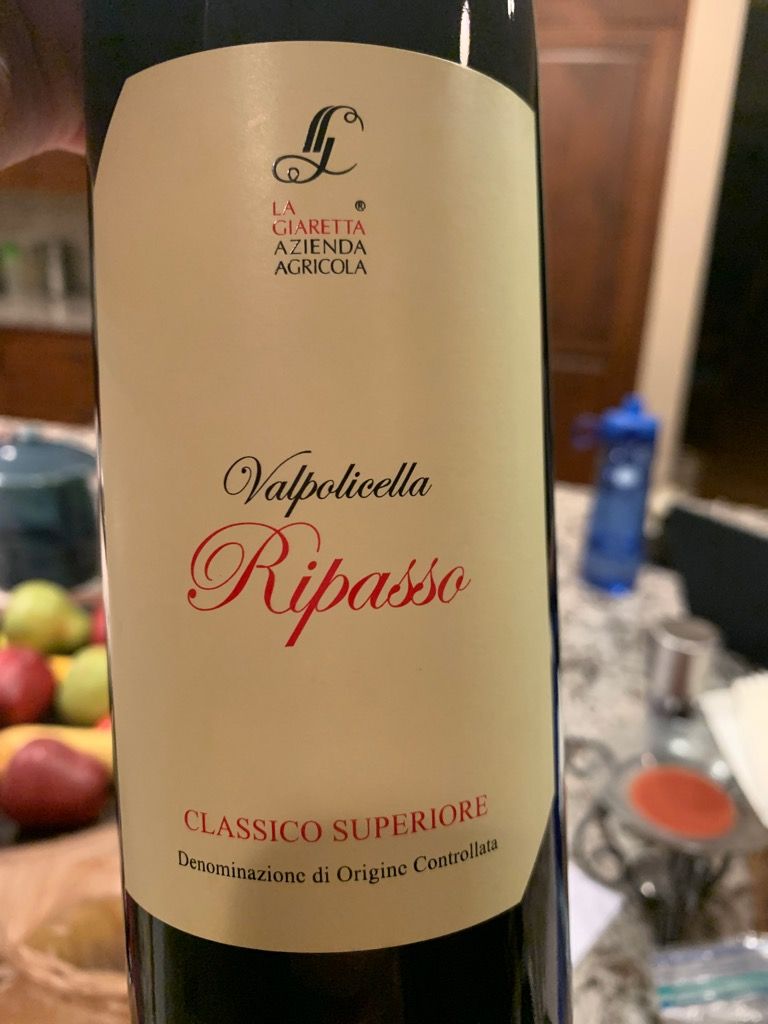 LA ®
GIARETTA
AZIENDA
AGRICOLA
Valpolicella
Ripasso
CLASSICO SUPERIORE
Denominazione di Origine Controllata